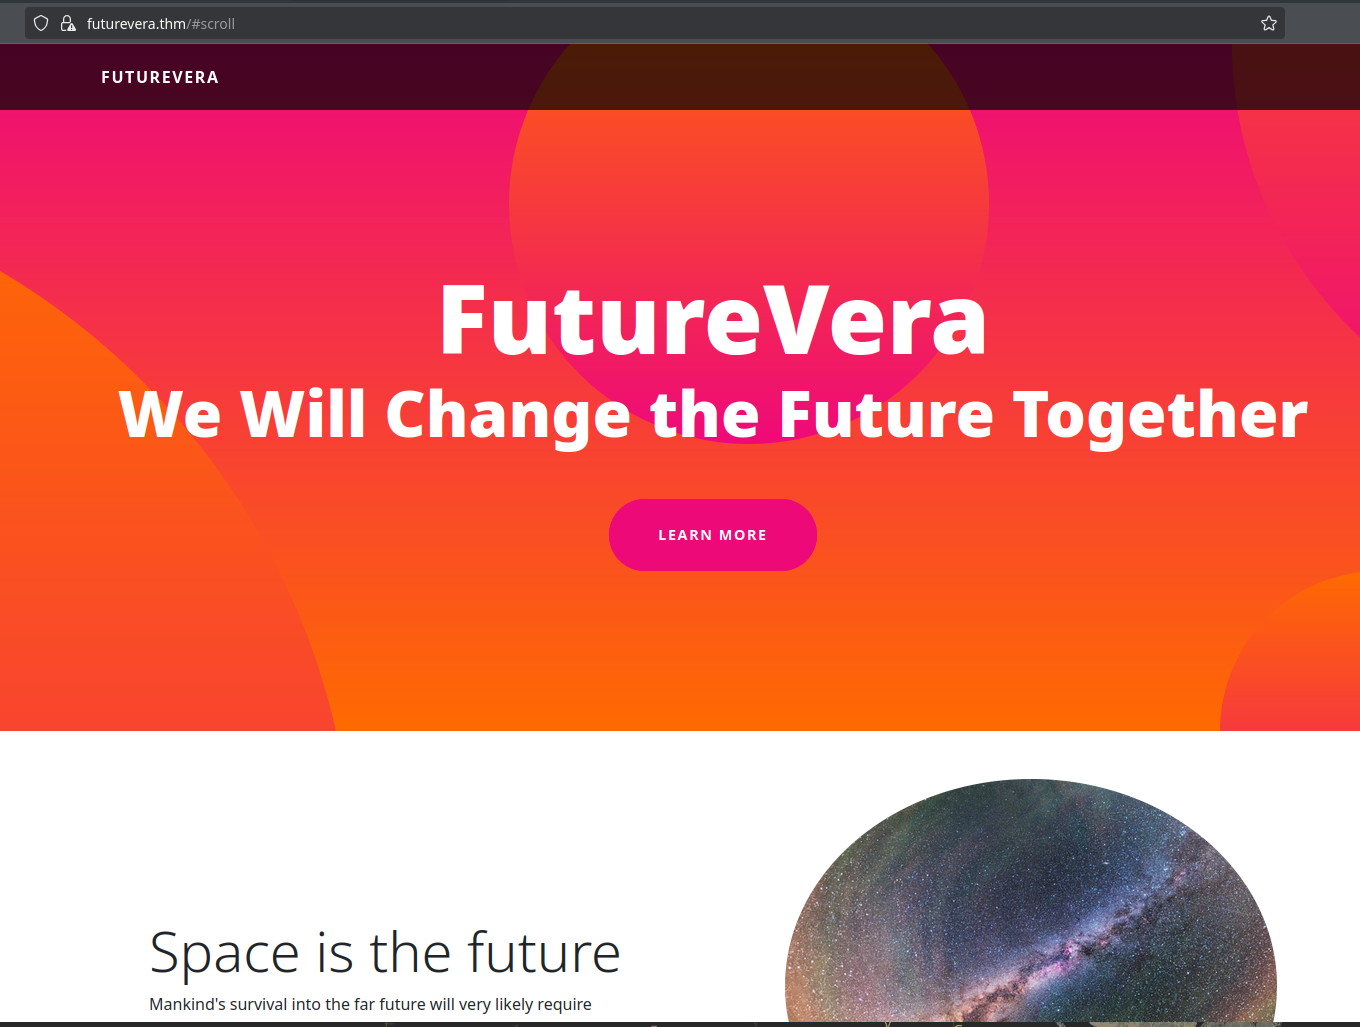 futurevera.thm/#scroll
FUTUREVERA
FutureVera
We Will Change the Future Together
LEARN MORE
Space is the future
Mankind's survival into the far future will very likely require